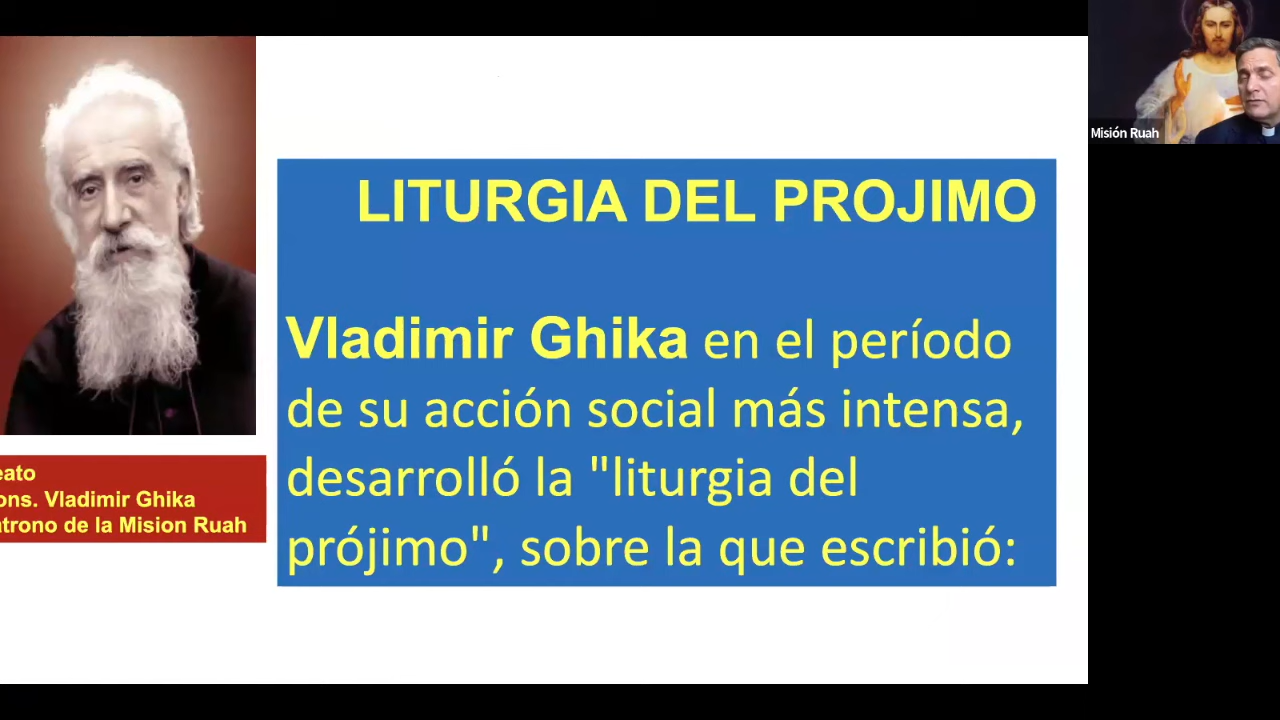 Misión Ruah
LITURGIA DEL PROJIMO
Vladimir Ghika en el período
de su acción social más intensa,
desarrolló la "liturgia del
prójimo", sobre la que escribió:
eato
ons. Vladimir Ghika
atrono de la Mision Ruah